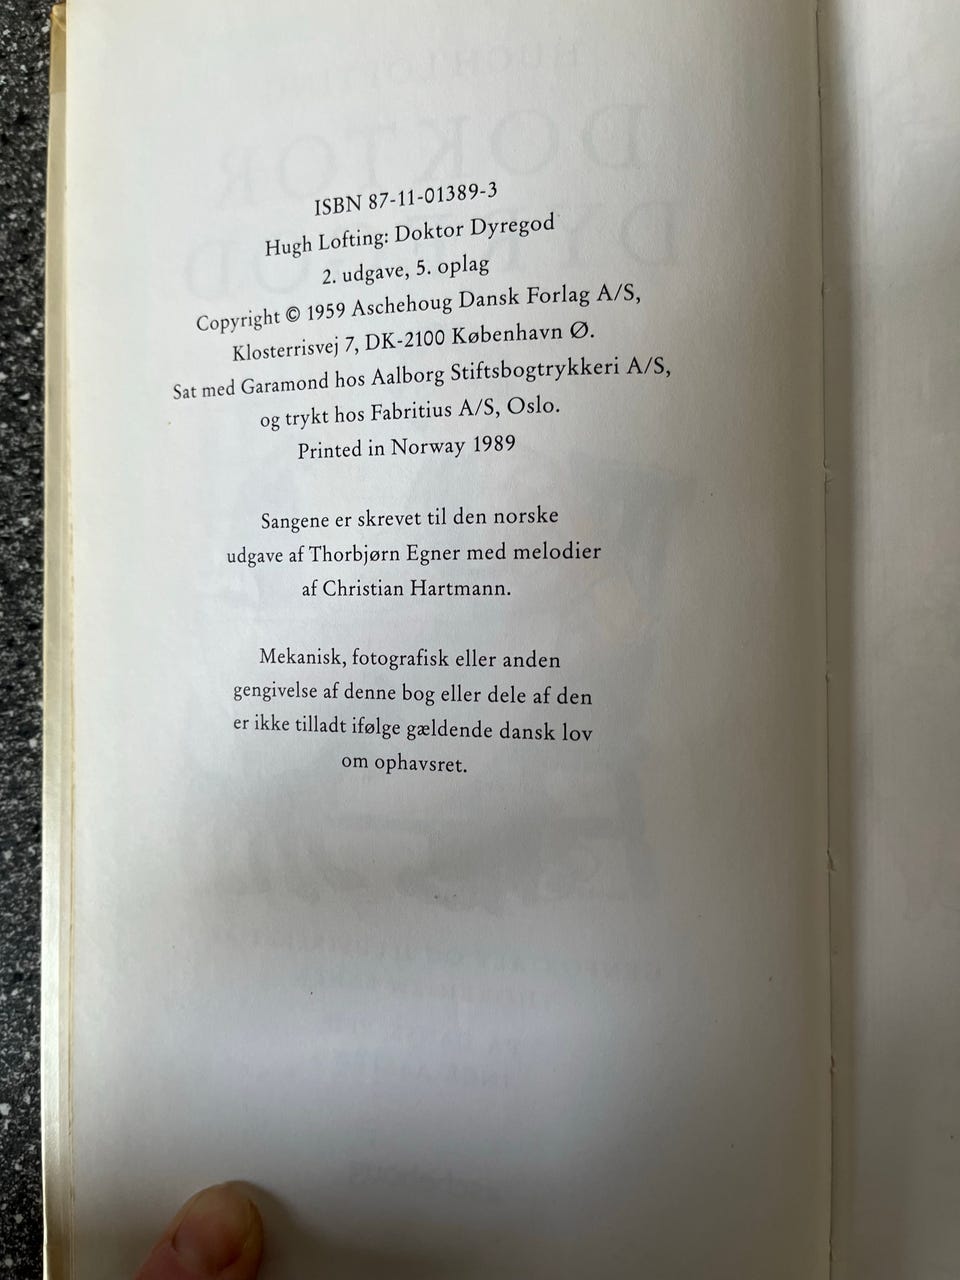 ISBN 87-11-01389-3
Hugh Lofting: Doktor Dyregod
2. udgave, 5. oplag
Copyright © 1959 Aschehoug Dansk Forlag A/S,
Klosterrisvej 7, DK-2100 København Ø.
Sat med Garamond hos Aalborg Stiftsbogtrykkeri A/S,
og trykt hos Fabritius A/S, Oslo.
Printed in Norway 1989
Sangene er skrevet til den norske
udgave af Thorbjørn Egner med melodier
af Christian Hartmann.
Mekanisk, fotografisk eller anden
gengivelse af denne bog eller dele af den
er ikke tilladt ifølge gældende dansk lov
om ophavsret.